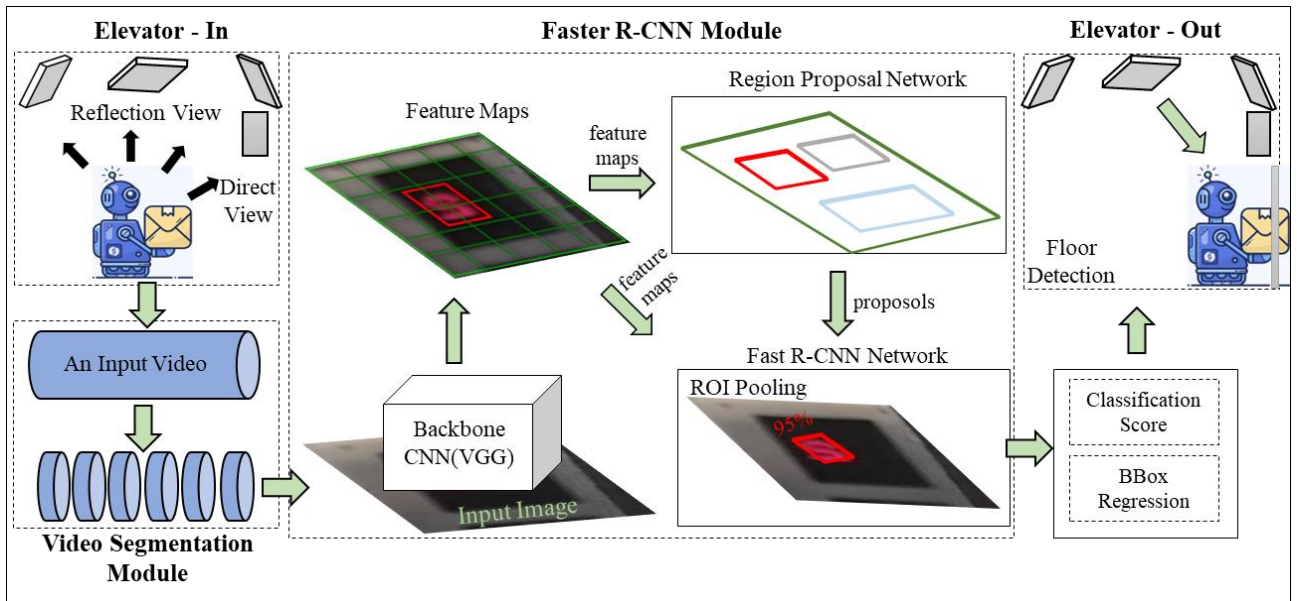 Elevator - In
Reflection View
Direct
View
An Input Video
Video Segmentation
Module
Faster R-CNN Module
Feature Maps
feature
maps
Region Proposal Network
feature
maps
proposols
Backbone
CNN(VGG)
Input Image
Fast R-CNN Network
ROI Pooling
95%
Classification
Score
BBox
Regression
Elevator - Out
Floor
Detection